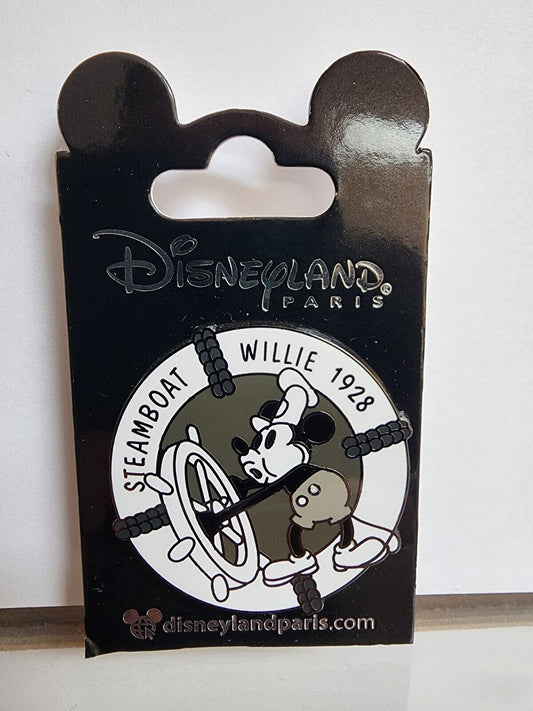 Disneyland®
PARIS
STEAMBOAT WILLIE 1928
disneylandparis.com